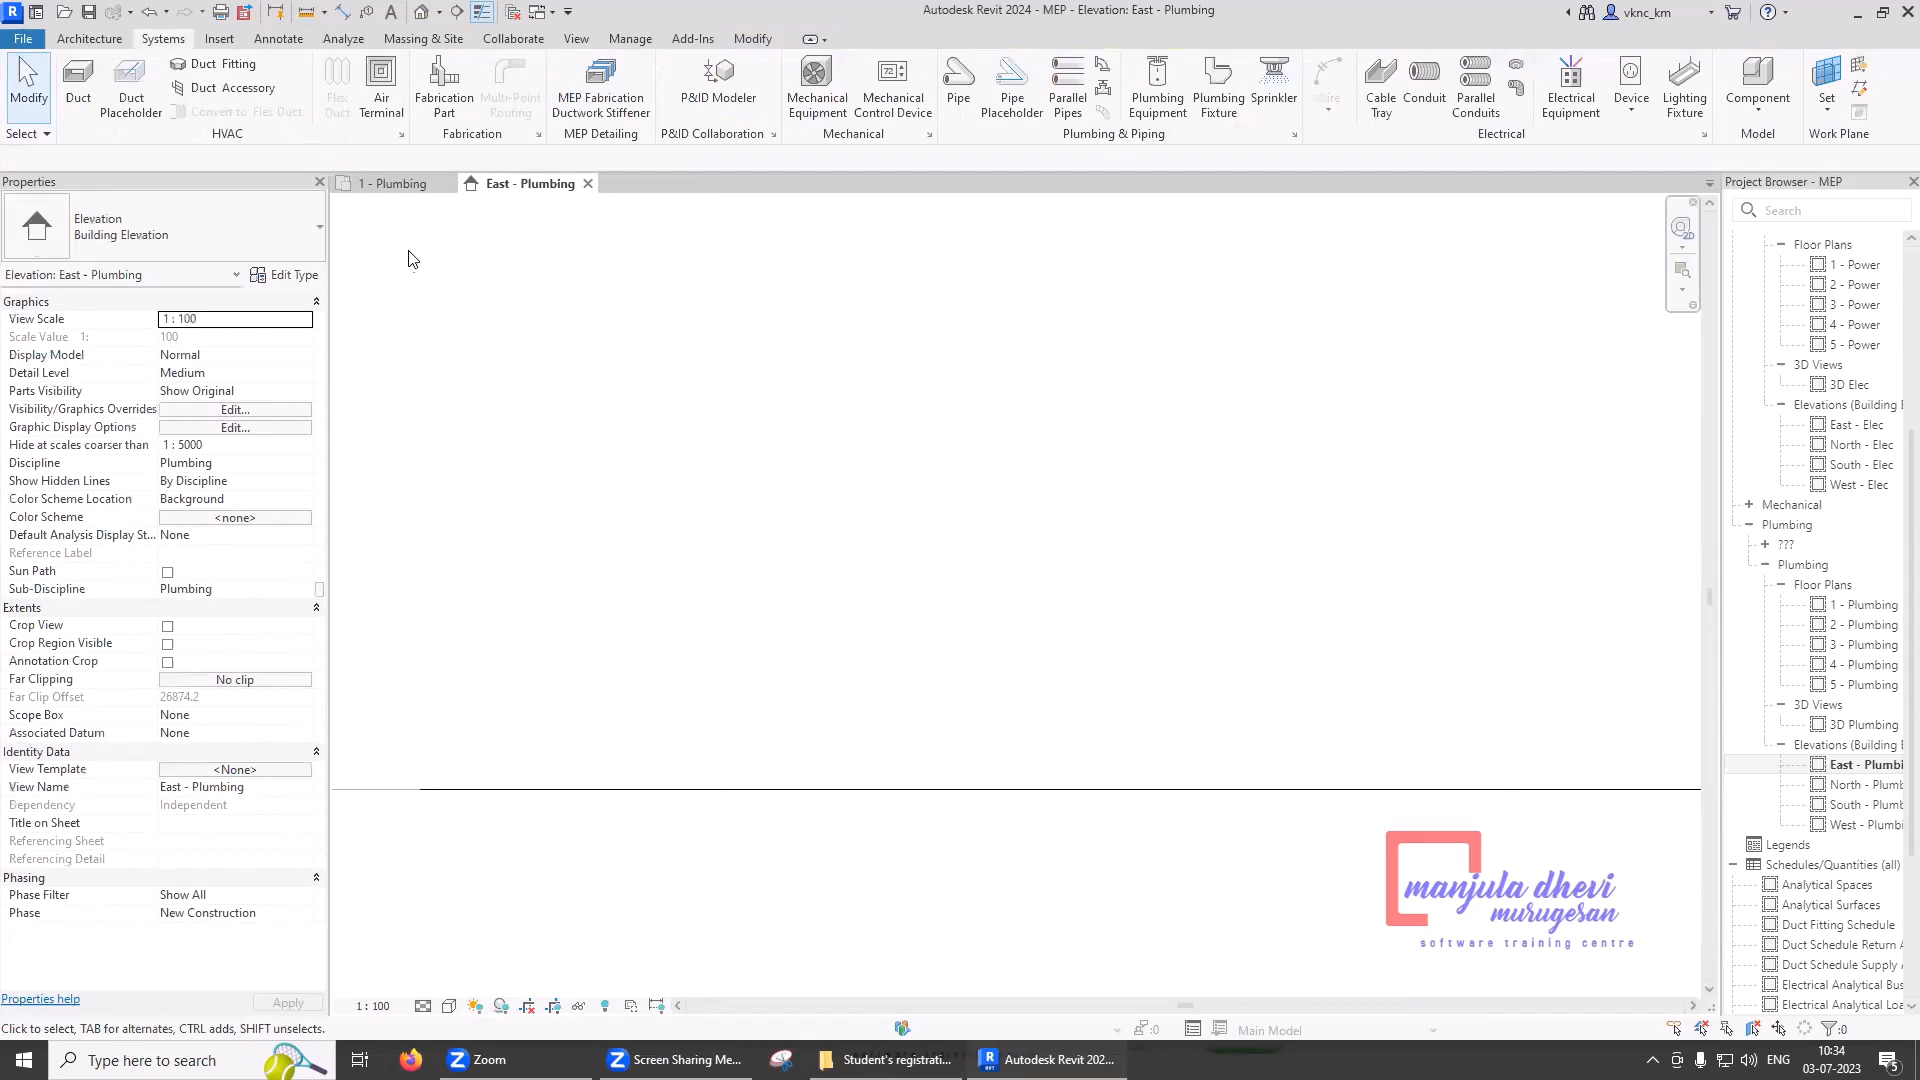 Autodesk Revit 2024 - MEP - Elevation: East - Plumbing
vknc_km
File Architecture Systems Insert Annotate Analyze Massing & Site Collaborate View Manage Add-Ins Modify
Modify
Select
Duct
Duct Placeholder
Duct Fitting
Duct Accessory
Convert to Flex Duct
Flex Duct
Air Terminal
HVAC
Fabrication Part
Multi-Point Routing
Fabrication
MEP Fabrication Ductwork Stiffener
MEP Detailing
P&ID Modeler
P&ID Collaboration
Mechanical Equipment
Mechanical Control Device
Mechanical
Pipe
Pipe Placeholder
Parallel Pipes
Plumbing Equipment
Plumbing Fixture
Sprinkler
Plumbing & Piping
Wire
Cable Tray
Conduit
Parallel Conduits
Electrical Equipment
Device
Lighting Fixture
Electrical
Component
Model
Set
Work Plane
Properties
1 - Plumbing
East - Plumbing
Project Browser - MEP
Search
Elevation
Building Elevation
Elevation: East - Plumbing
Edit Type
Graphics
View Scale 1 : 100
Scale Value 1: 100
Display Model Normal
Detail Level Medium
Parts Visibility Show Original
Visibility/Graphics Overrides Edit...
Graphic Display Options Edit...
Hide at scales coarser than 1 : 5000
Discipline Plumbing
Show Hidden Lines By Discipline
Color Scheme Location Background
Color Scheme <none>
Default Analysis Display St... None
Reference Label
Sun Path
Sub-Discipline Plumbing
Extents
Crop View
Crop Region Visible
Annotation Crop
Far Clipping No clip
Far Clip Offset 26874.2
Scope Box None
Associated Datum None
Identity Data
View Template <None>
View Name East - Plumbing
Dependency Independent
Title on Sheet
Referencing Sheet
Referencing Detail
Phasing
Phase Filter Show All
Phase New Construction
Properties help
Apply
Floor Plans
1 - Power
2 - Power
3 - Power
4 - Power
5 - Power
3D Views
3D Elec
Elevations (Building E
East - Elec
North - Elec
South - Elec
West - Elec
Mechanical
Plumbing
???
Plumbing
Floor Plans
1 - Plumbing
2 - Plumbing
3 - Plumbing
4 - Plumbing
5 - Plumbing
3D Views
3D Plumbing
Elevations (Building E
East - Plumbi
North - Plumb
South - Plumb
West - Plumbi
Legends
Schedules/Quantities (all)
Analytical Spaces
Analytical Surfaces
Duct Fitting Schedule
Duct Schedule Return A
Duct Schedule Supply A
Electrical Analytical Bus
Electrical Analytical Loa
manjula dhevi
murugesan
software training centre
1 : 100
Click to select, TAB for alternates, CTRL adds, SHIFT unselects.
:0
Main Model
:0
Type here to search
Zoom
Screen Sharing Me...
Student's registrati...
Autodesk Revit 202...
ENG
10:34
03-07-2023
5